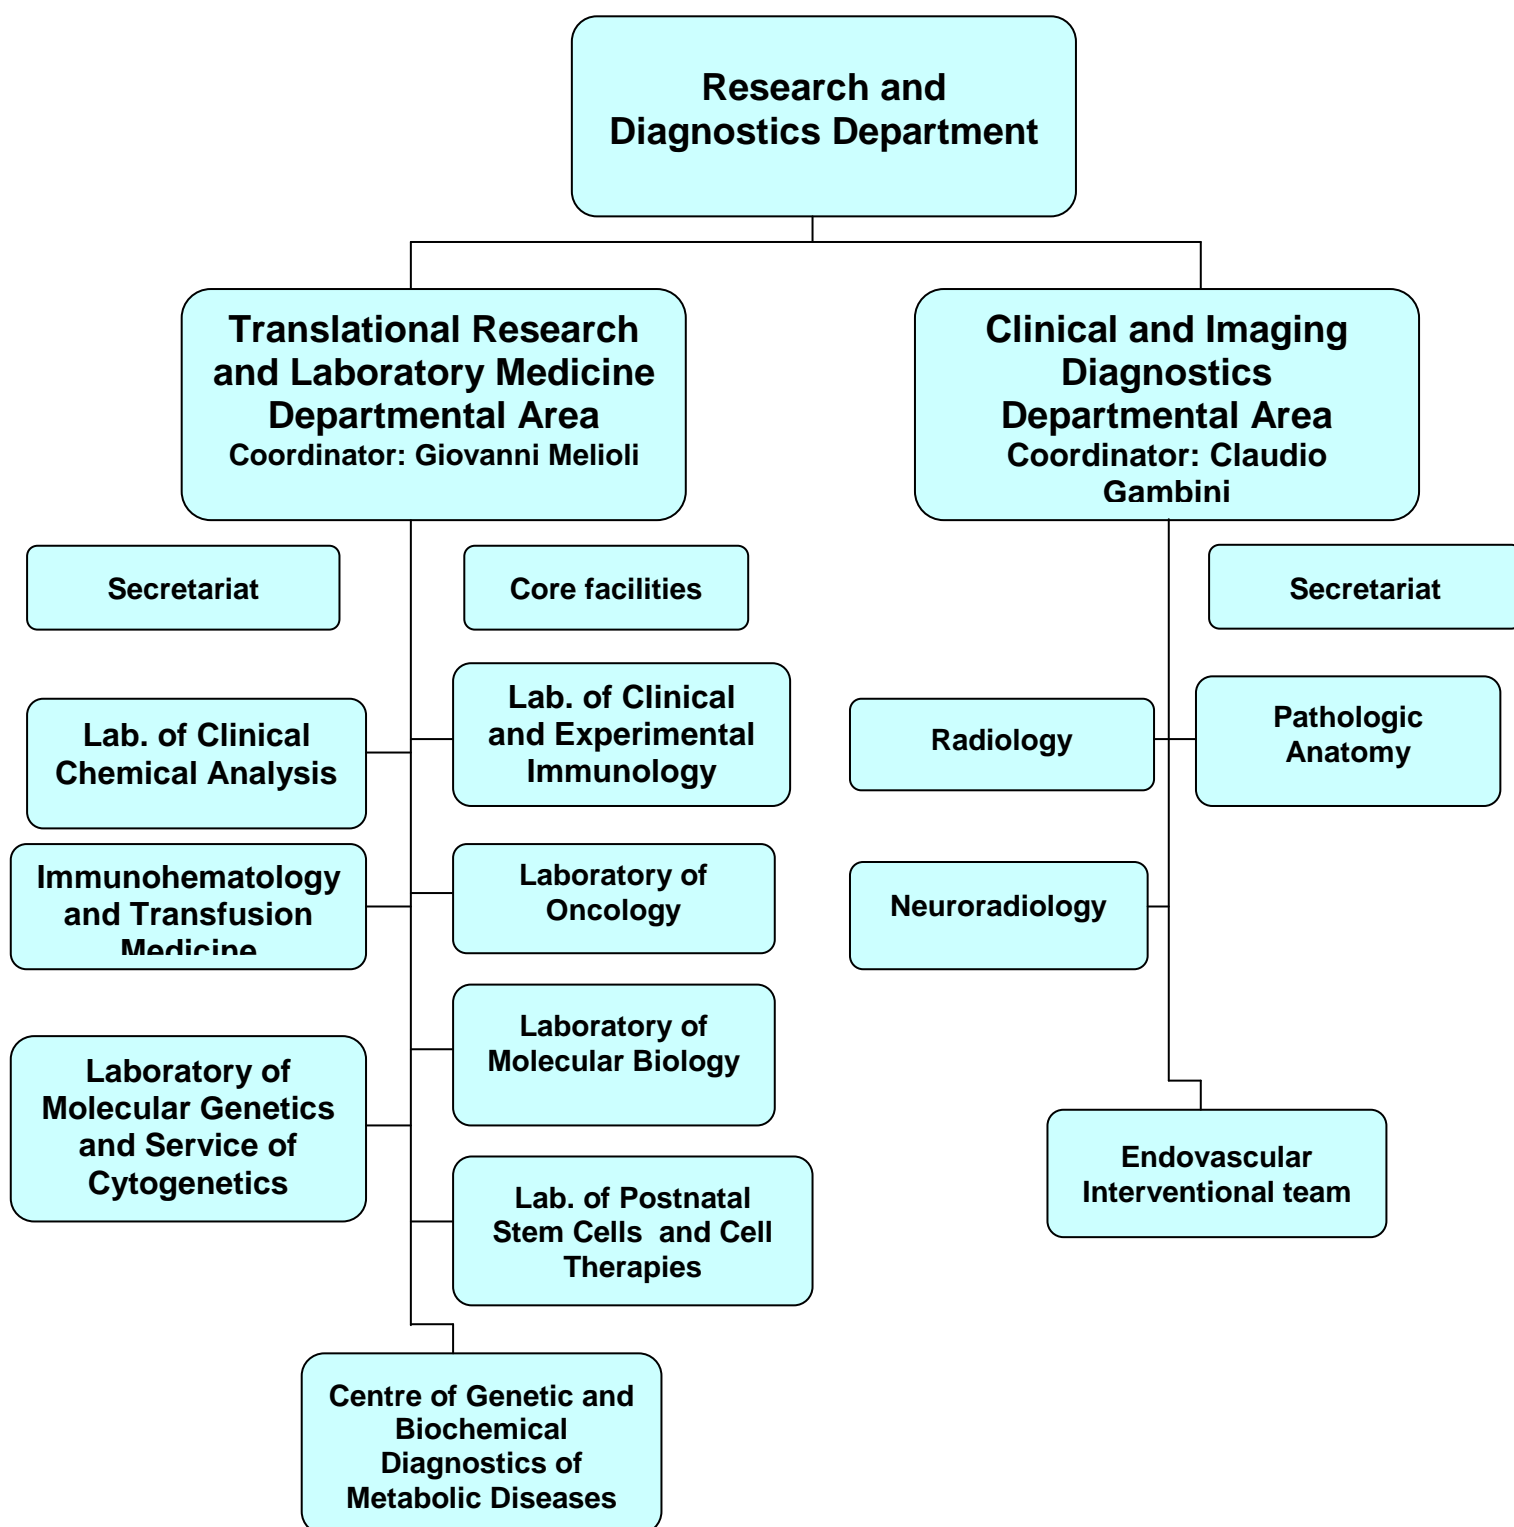 Research and
Diagnostics Department
Translational Research
and Laboratory Medicine
Departmental Area
Coordinator: Giovanni Melioli
Clinical and Imaging
Diagnostics
Departmental Area
Coordinator: Claudio
Gambini
Secretariat
Core facilities
Secretariat
Lab. of Clinical
Chemical Analysis
Lab. of Clinical
and Experimental
Immunology
Radiology
Pathologic
Anatomy
Immunohematology
and Transfusion
Medicine
Laboratory of
Oncology
Neuroradiology
Laboratory of
Molecular Biology
Laboratory of
Molecular Genetics
and Service of
Cytogenetics
Endovascular
Interventional team
Lab. of Postnatal
Stem Cells  and Cell
Therapies
Centre of Genetic and
Biochemical
Diagnostics of
Metabolic Diseases